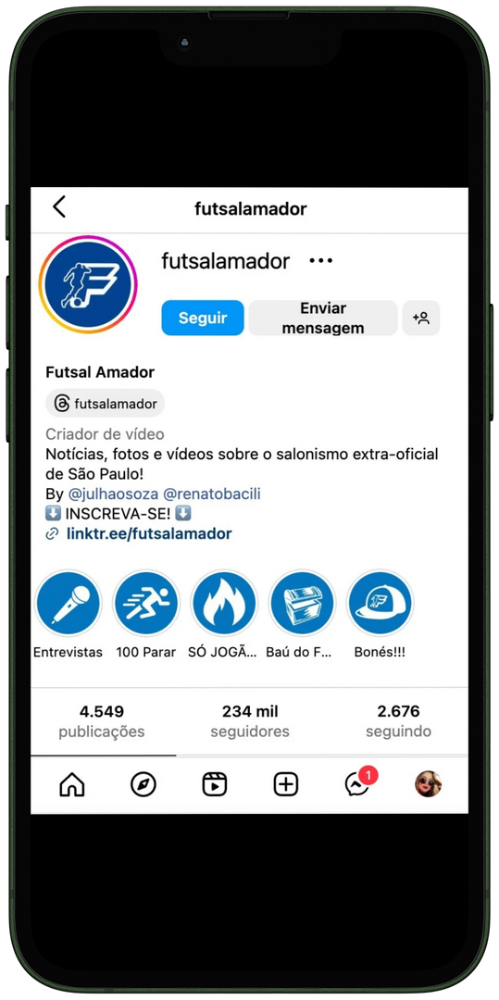 futsalamador
futsalamador ...
Seguir
Enviar
mensagem
Futsal Amador
futsalamador
Criador de vídeo
Notícias, fotos e vídeos sobre o salonismo extra-oficial
de São Paulo!
By @julhaosoza @renatobacili
⬇️ INSCREVA-SE! ⬇️
linktr.ee/futsalamador
Entrevistas 100 Parar SÓ JOGÃ... Baú do F... Bonés!!!
4.549 234 mil 2.676
publicações seguidores seguindo
1